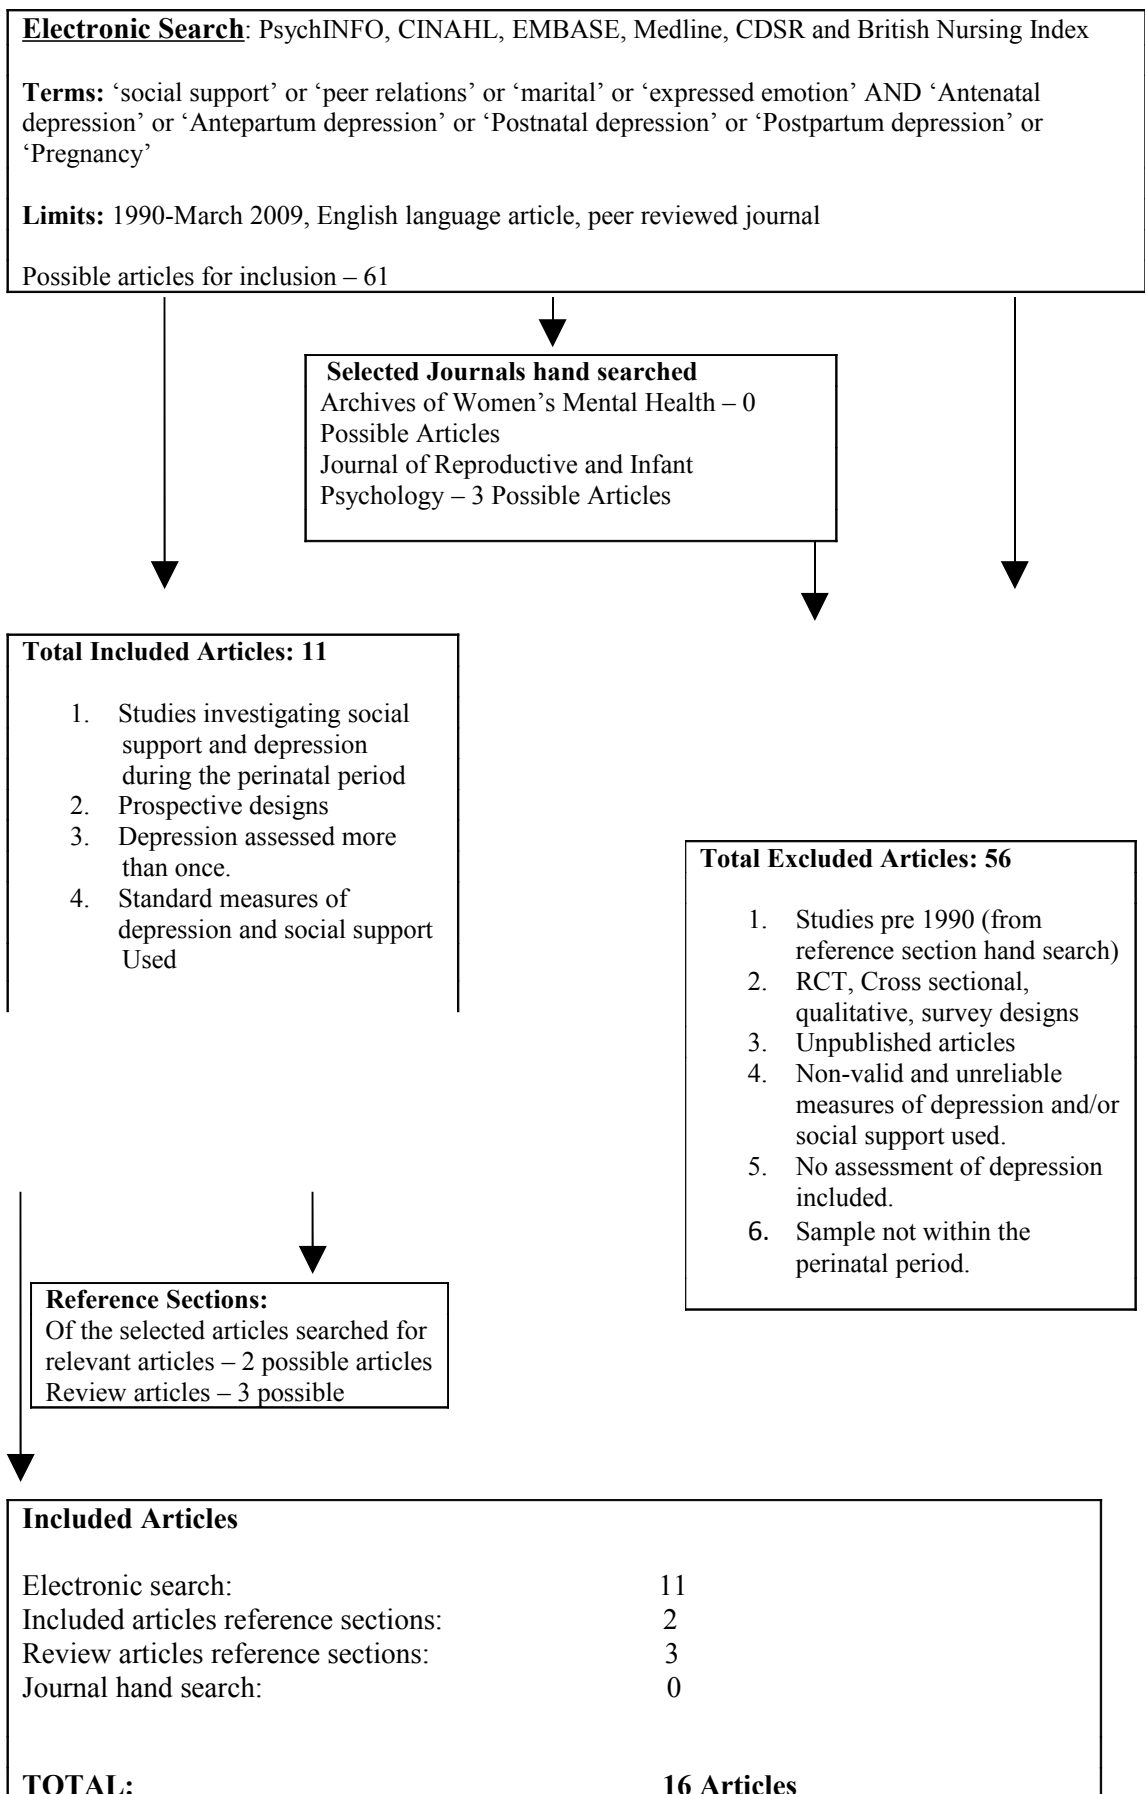 Electronic Search: PsychINFO, CINAHL, EMBASE, Medline, CDSR and British Nursing Index
Terms: ‘social support’ or ‘peer relations’ or ‘marital’ or ‘expressed emotion’ AND ‘Antenatal
depression’ or ‘Antepartum depression’ or ‘Postnatal depression’ or ‘Postpartum depression’ or
‘Pregnancy’
Limits: 1990-March 2009, English language article, peer reviewed journal
Possible articles for inclusion – 61
Selected Journals hand searched
Archives of Women’s Mental Health – 0
Possible Articles
Journal of Reproductive and Infant
Psychology – 3 Possible Articles
Total Included Articles: 11
1. Studies investigating social
support and depression
during the perinatal period
2. Prospective designs
3. Depression assessed more
than once.
4. Standard measures of
depression and social support
Used
Total Excluded Articles: 56
1. Studies pre 1990 (from
reference section hand search)
2. RCT, Cross sectional,
qualitative, survey designs
3. Unpublished articles
4. Non-valid and unreliable
measures of depression and/or
social support used.
5. No assessment of depression
included.
6. Sample not within the
perinatal period.
Reference Sections:
Of the selected articles searched for
relevant articles – 2 possible articles
Review articles – 3 possible
Included Articles
Electronic search: 11
Included articles reference sections: 2
Review articles reference sections: 3
Journal hand search: 0
TOTAL: 16 Articles